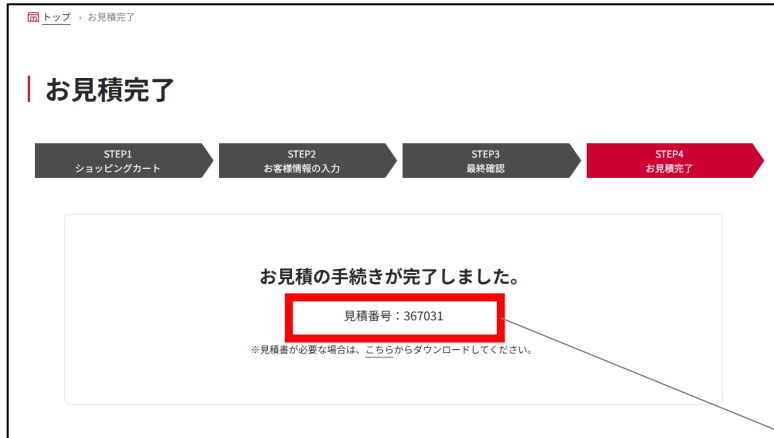 トップ › お見積完了
お見積完了
STEP1
ショッピングカート
STEP2
お客様情報の入力
STEP3
最終確認
STEP4
お見積完了
お見積の手続きが完了しました。
見積番号：367031
※見積書が必要な場合は、こちらからダウンロードしてください。